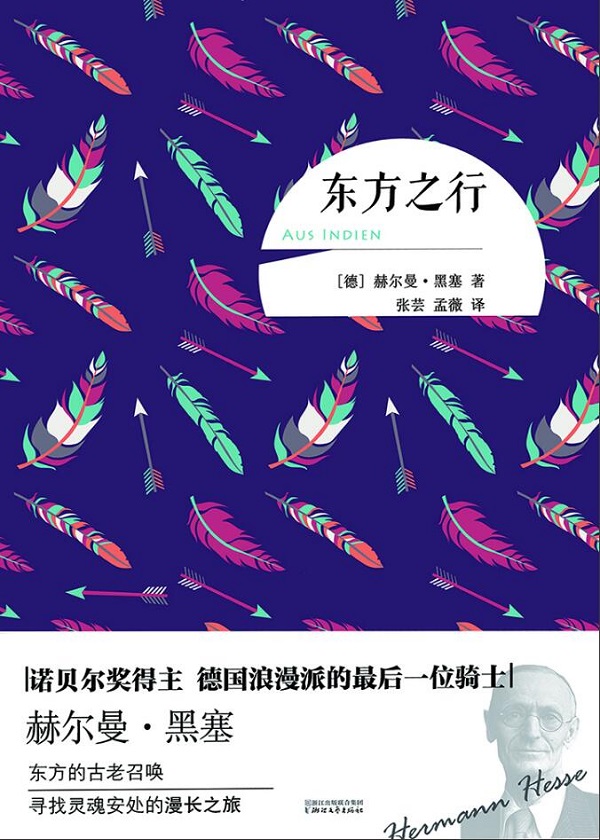 东方之行
AUS INDIEN
[德] 赫尔曼·黑塞 著
张芸 孟薇 译
诺贝尔奖得主 德国浪漫派的最后一位骑士
赫尔曼·黑塞
东方的古老召唤
寻找灵魂安处的漫长之旅
浙江出版联合集团
浙江文艺出版社
Hermann Hesse